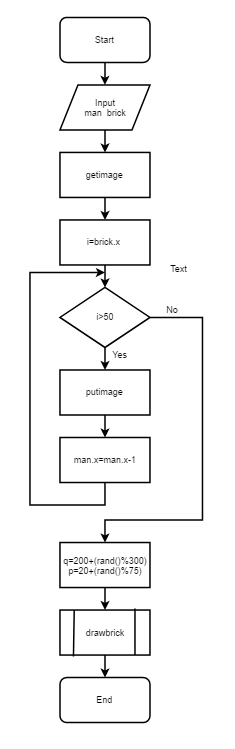 Start
Input
man brick
getimage
i=brick.x
Text
i>50
No
Yes
putimage
man.x=man.x-1
q=200+(rand()%300)
p=20+(rand()%75)
drawbrick
End